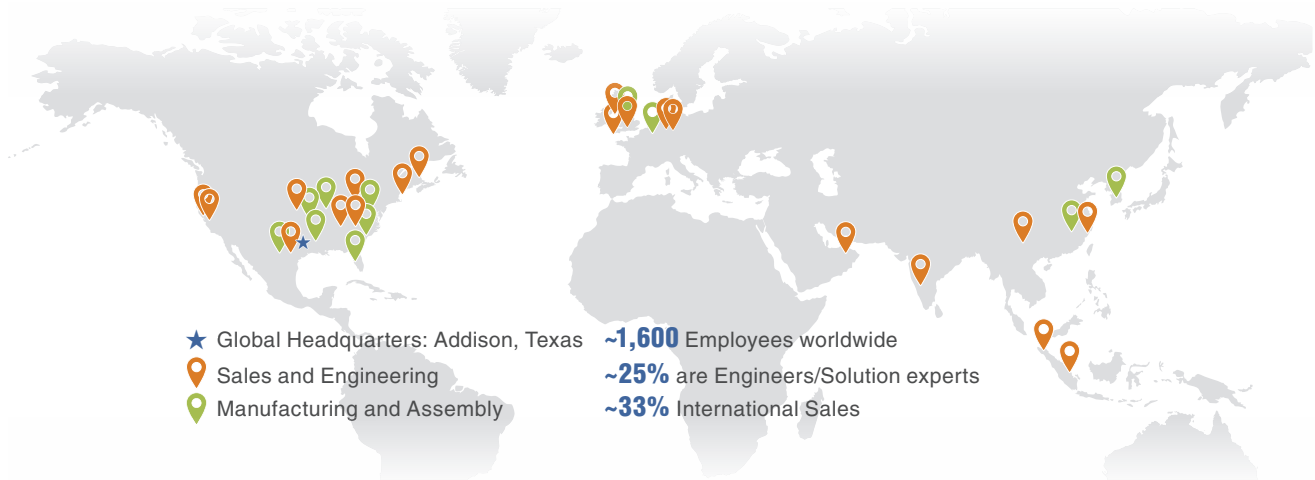 Global Headquarters: Addison, Texas
Sales and Engineering
Manufacturing and Assembly
~1,600 Employees worldwide
~25% are Engineers/Solution experts
~33% International Sales